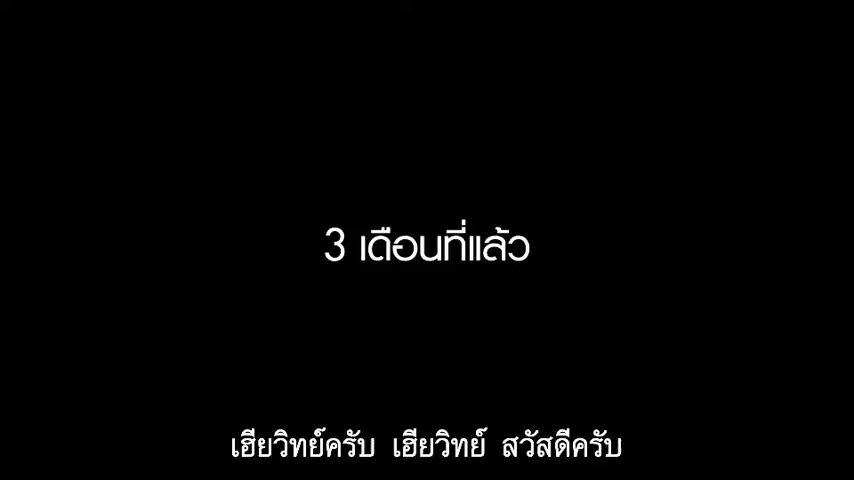 3 เดือนที่แล้ว
เฮียวิทย์ครับ เฮียวิทย์ สวัสดีครับ